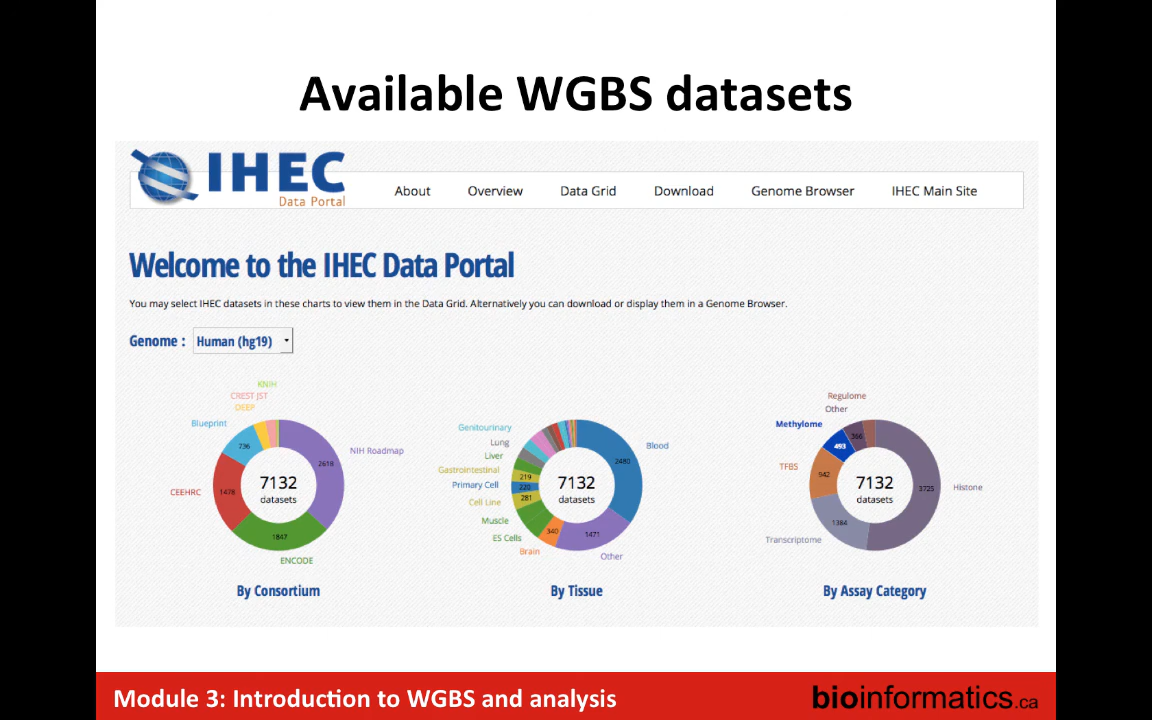 Available WGBS datasets
IHEC
Data Portal
About Overview Data Grid Download Genome Browser IHEC Main Site
Welcome to the IHEC Data Portal
You may select IHEC datasets in these charts to view them in the Data Grid. Alternatively you can download or display them in a Genome Browser.
Genome : Human (hg19)
KNIH
CREST JST
DEEP
Blueprint
736
NIH Roadmap
2618
CEEHRC
1478
7132
datasets
1847
ENCODE
By Consortium
Genitourinary
Lung
Liver
Gastrointestinal
219
Primary Cell
220
Cell Line
281
Muscle
ES Cells
Brain
340
Blood
2480
7132
datasets
1471
Other
By Tissue
Regulome
Other
Methylome
366
493
TFBS
942
7132
datasets
3725
Histone
1384
Transcriptome
By Assay Category
Module 3: Introduction to WGBS and analysis
bioinformatics.ca